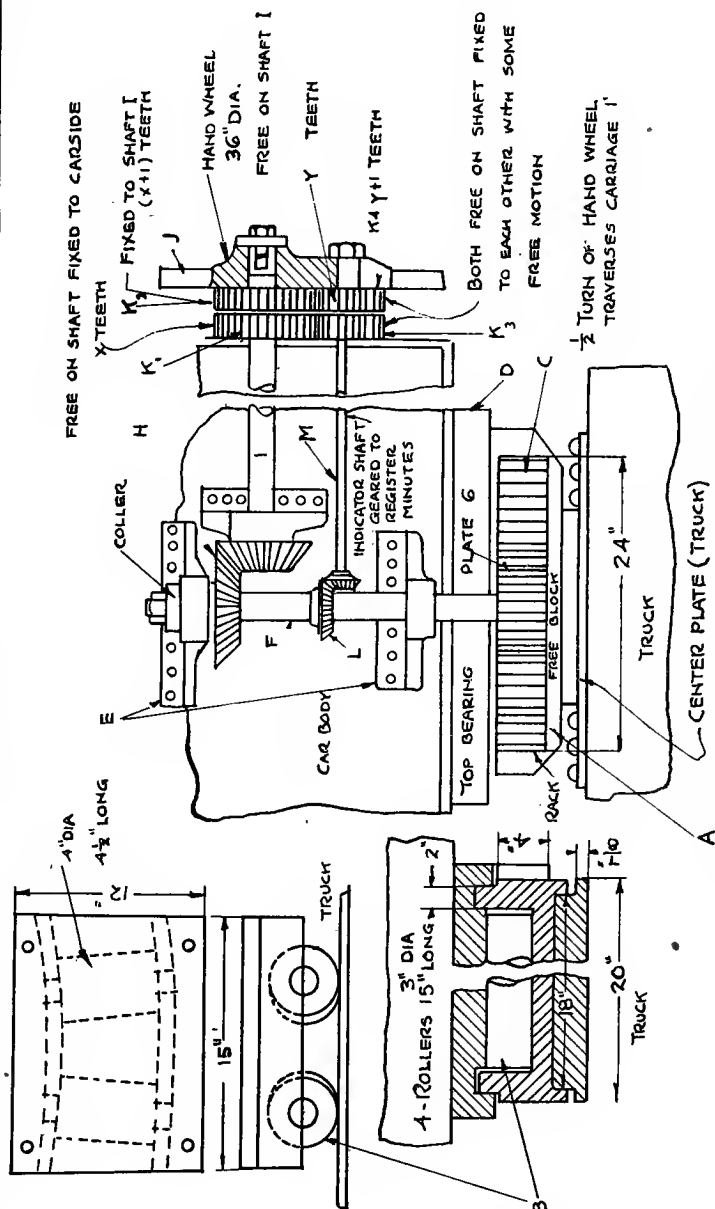 FREE ON SHAFT FIXED TO CARSIDE
X TEETH
K2 FIXED TO SHAFT I
(X+1) TEETH
J
HAND WHEEL
36" DIA.
FREE ON SHAFT I
Y TEETH
K4 Y+1 TEETH
BOTH FREE ON SHAFT FIXED
TO EACH OTHER WITH SOME
FREE MOTION
K1
K3
½ TURN OF HAND WHEEL
TRAVERSES CARRIAGE 1'
H
I
M
INDICATOR SHAFT
GEARED TO
REGISTER
MINUTES
D
C
COLLER
E
F
L
CAR BODY
TOP BEARING PLATE 6
FREE BLOCK
RACK
24"
TRUCK
CENTER PLATE (TRUCK)
A
4" DIA
4½" LONG
12"
15"
TRUCK
B
4-ROLLERS
3" DIA
15" LONG
2"
4"
18"
20"
TRUCK